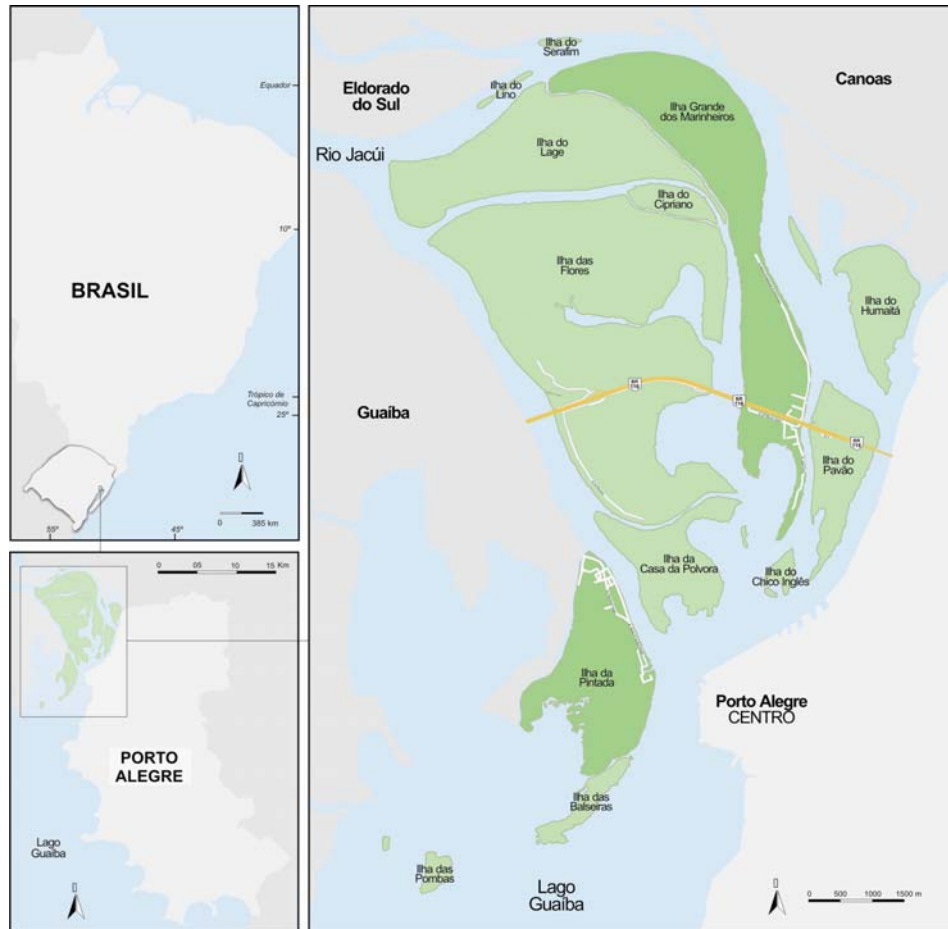 Equador
10º
BRASIL
Trópico de
Capricórnio
25º
0 385 km
55º
45º
0 05 10 15 Km
PORTO
ALEGRE
Lago
Guaíba
Ilha do
Serafim
Ilha do
Lino
Eldorado
do Sul
Canoas
Ilha Grande
dos Marinheiros
Rio Jacúi
Ilha do
Lage
Ilha do
Cipriano
Ilha das
Flores
Ilha do
Humaitá
Guaíba
BR
BR
BR
Ilha do
Pavão
Ilha da
Casa da Polvora
Ilha do
Chico Inglês
Ilha da
Pintada
Porto Alegre
CENTRO
Ilha das
Balseiras
Ilha das
Pombas
Lago
Guaíba
0 500 1000 1500 m